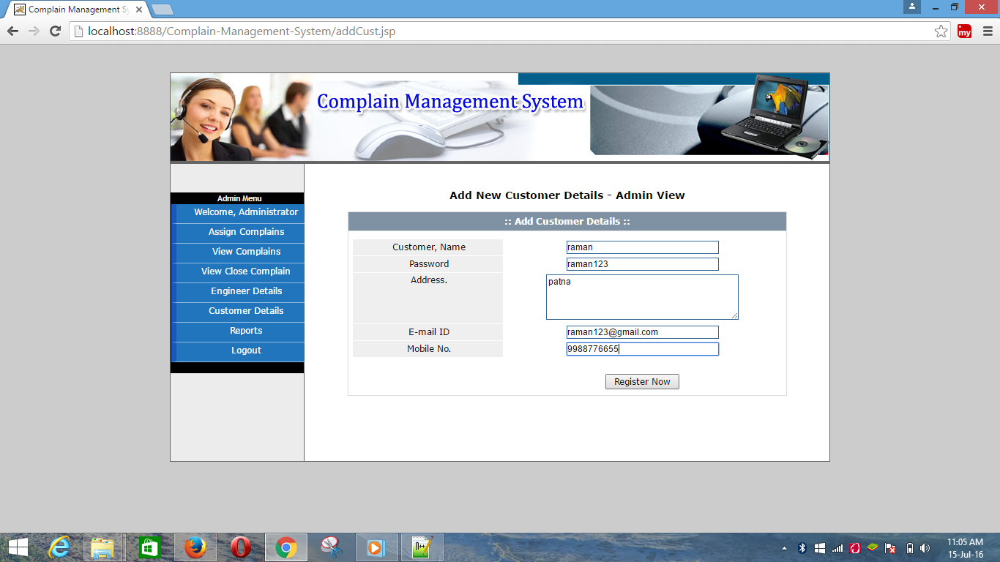 Complain Management Sy
localhost:8888/Complain-Management-System/addCust.jsp
my
Complain Management System
Admin Menu
Welcome, Administrator
Assign Complains
View Complains
View Close Complain
Engineer Details
Customer Details
Reports
Logout
Add New Customer Details - Admin View
:: Add Customer Details ::
Customer, Name raman
Password raman123
Address. patna
E-mail ID raman123@gmail.com
Mobile No. 9988776655
Register Now
11:05 AM
15-Jul-16